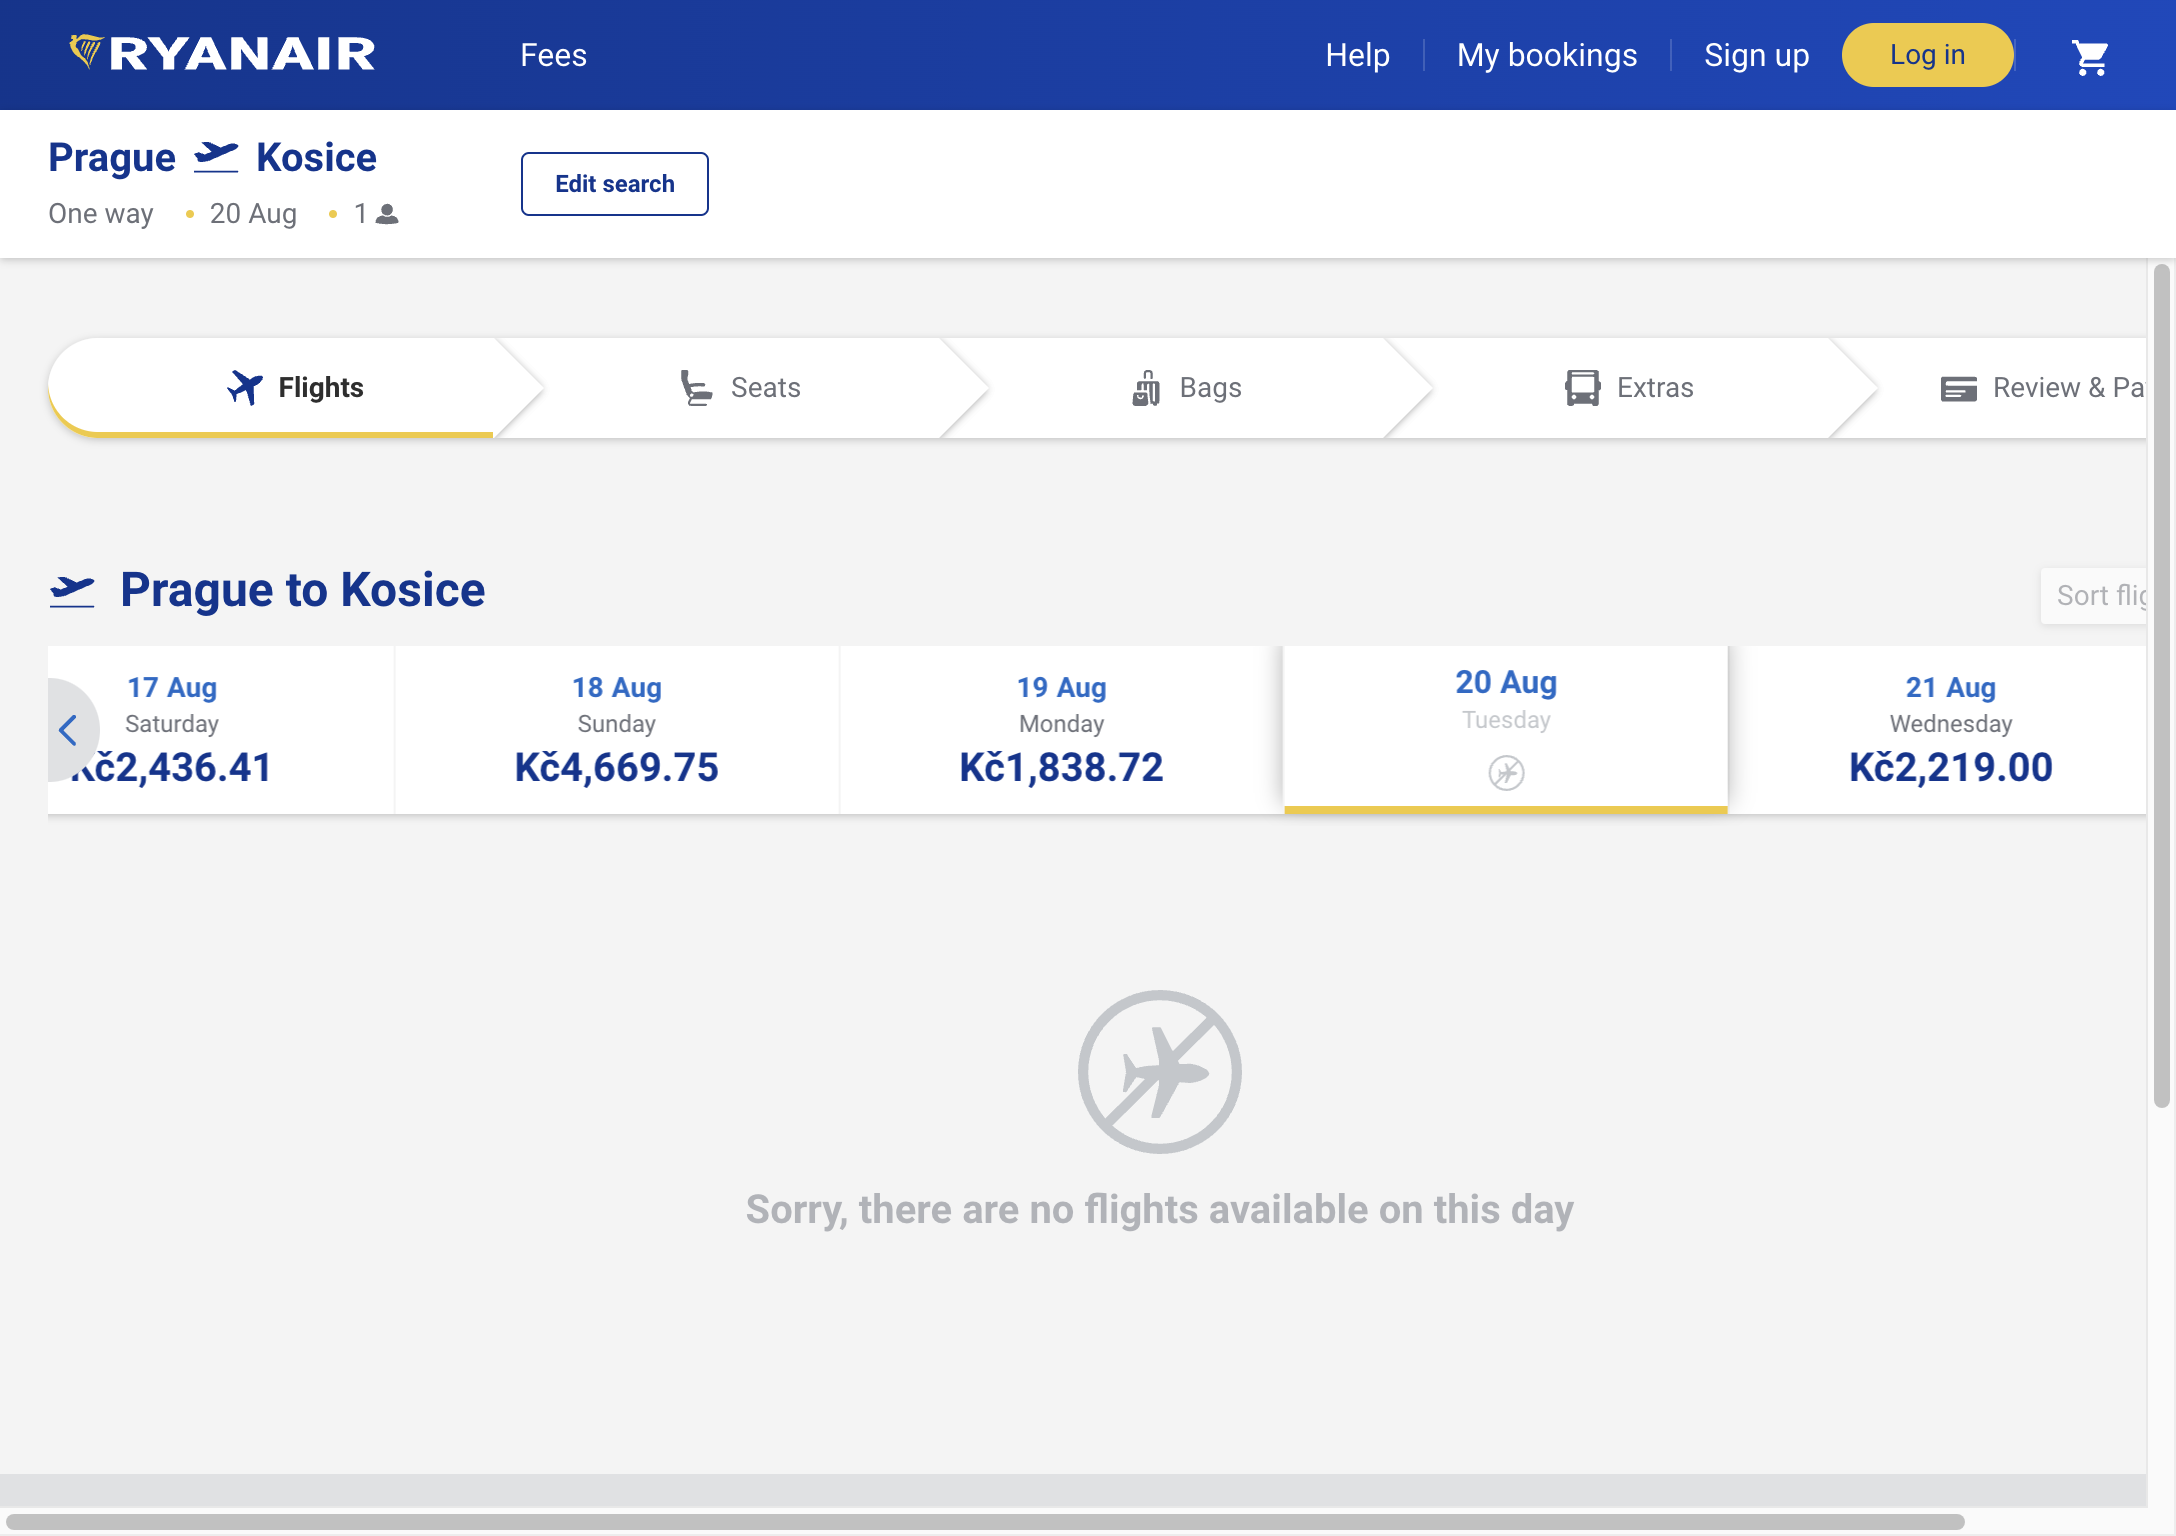 RYANAIR
Fees
Help
My bookings
Sign up
Log in
Prague
Kosice
One way • 20 Aug • 1
Edit search
Flights
Seats
Bags
Extras
Review &
Prague to Kosice
Sort
17 Aug
Saturday
Kč2,436.41
18 Aug
Sunday
Kč4,669.75
19 Aug
Monday
Kč1,838.72
20 Aug
Tuesday
21 Aug
Wednesday
Kč2,219.00
Sorry, there are no flights available on this day